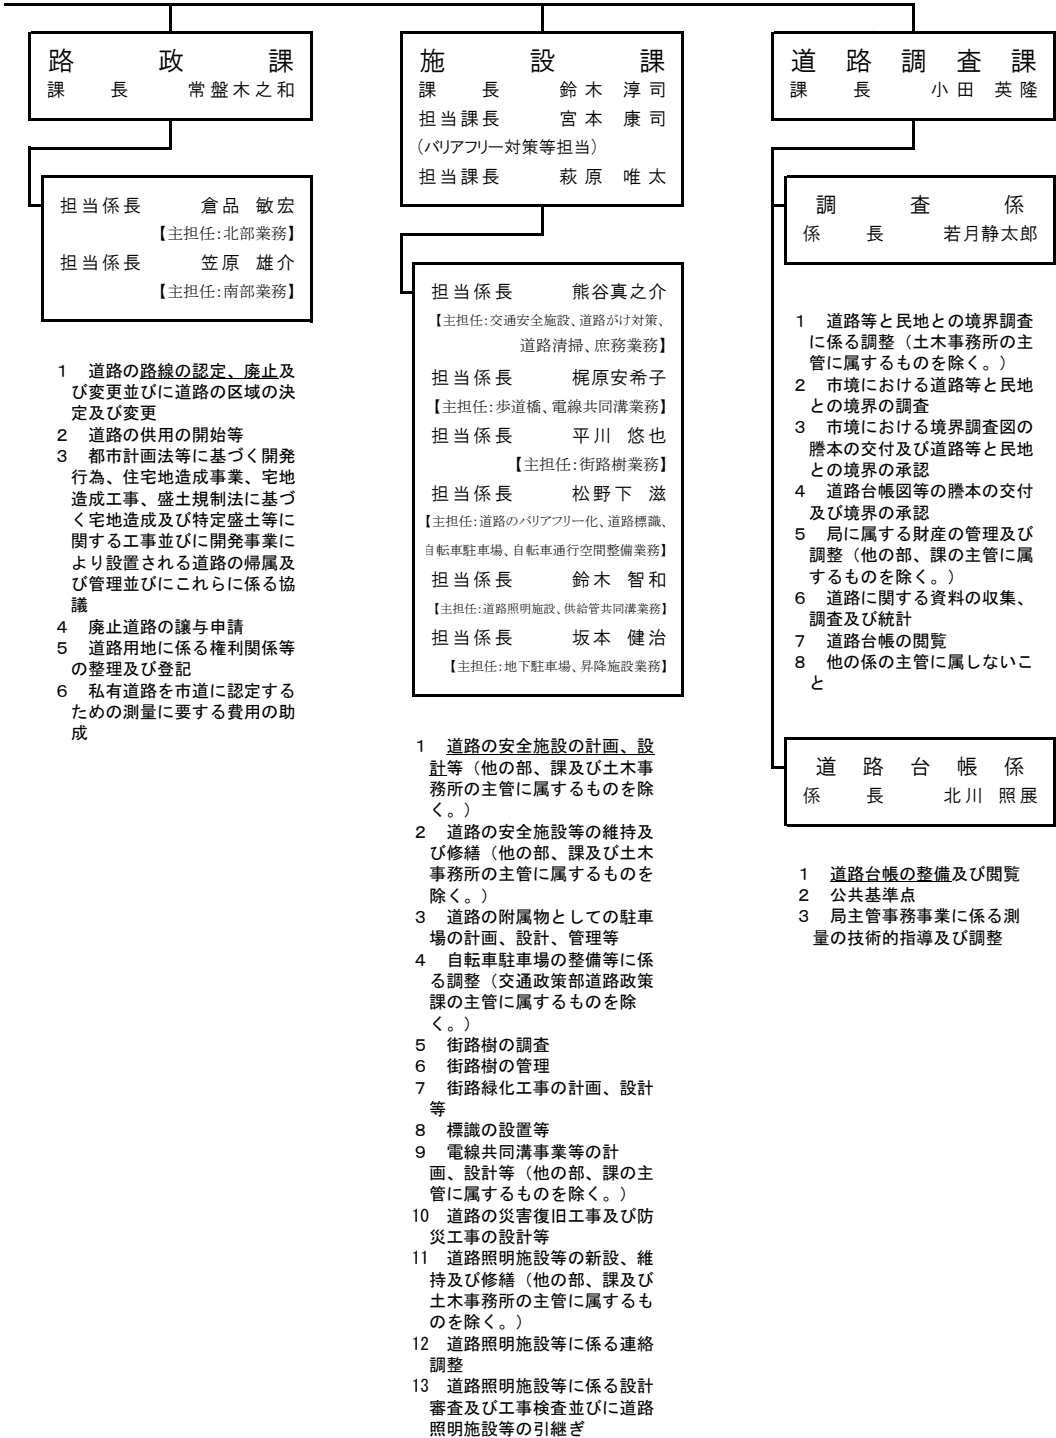 路政課
課長 常盤木之和
担当係長 倉品 敏宏
【主担任:北部業務】
担当係長 笠原 雄介
【主担任:南部業務】
1 道路の路線の認定、廃止及
び変更並びに道路の区域の決
定及び変更
2 道路の供用の開始等
3 都市計画法等に基づく開発
行為、住宅地造成事業、宅地
造成工事、盛土規制法に基づ
く宅地造成及び特定盛土等に
関する工事並びに開発事業に
より設置される道路の帰属及
び管理並びにこれらに係る協
議
4 廃止道路の譲与申請
5 道路用地に係る権利関係等
の整理及び登記
6 私有道路を市道に認定する
ための測量に要する費用の助
成
施設課
課長 鈴木 淳司
担当課長 宮本 康司
(バリアフリー対策等担当)
担当課長 萩原 唯太
担当係長 熊谷真之介
【主担任:交通安全施設、道路がけ対策、
道路清掃、庶務業務】
担当係長 梶原安希子
【主担任:歩道橋、電線共同溝業務】
担当係長 平川 悠也
【主担任:街路樹業務】
担当係長 松野下 滋
【主担任:道路のバリアフリー化、道路標識、
自転車駐車場、自転車通行空間整備業務】
担当係長 鈴木 智和
【主担任:道路照明施設、供給管共同溝業務】
担当係長 坂本 健治
【主担任:地下駐車場、昇降施設業務】
1 道路の安全施設の計画、設
計等（他の部、課及び土木事
務所の主管に属するものを除
く。）
2 道路の安全施設等の維持及
び修繕（他の部、課及び土木
事務所の主管に属するものを
除く。）
3 道路の附属物としての駐車
場の計画、設計、管理等
4 自転車駐車場の整備等に係
る調整（交通政策部道路政策
課の主管に属するものを除
く。）
5 街路樹の調査
6 街路樹の管理
7 街路緑化工事の計画、設計
等
8 標識の設置等
9 電線共同溝事業等の計
画、設計等（他の部、課の主
管に属するものを除く。）
10 道路の災害復旧工事及び防
災工事の設計等
11 道路照明施設等の新設、維
持及び修繕（他の部、課及び
土木事務所の主管に属するも
のを除く。）
12 道路照明施設等に係る連絡
調整
13 道路照明施設等に係る設計
審査及び工事検査並びに道路
照明施設等の引継ぎ
道路調査課
課長 小田 英隆
調査係
係長 若月静太郎
1 道路等と民地との境界調査
に係る調整（土木事務所の主
管に属するものを除く。）
2 市境における道路等と民地
との境界の調査
3 市境における境界調査図の
謄本の交付及び道路等と民地
との境界の承認
4 道路台帳図等の謄本の交付
及び境界の承認
5 局に属する財産の管理及び
調整（他の部、課の主管に属
するものを除く。）
6 道路に関する資料の収集、
調査及び統計
7 道路台帳の閲覧
8 他の係の主管に属しないこ
と
道路台帳係
係長 北川 照展
1 道路台帳の整備及び閲覧
2 公共基準点
3 局主管事務事業に係る測
量の技術的指導及び調整